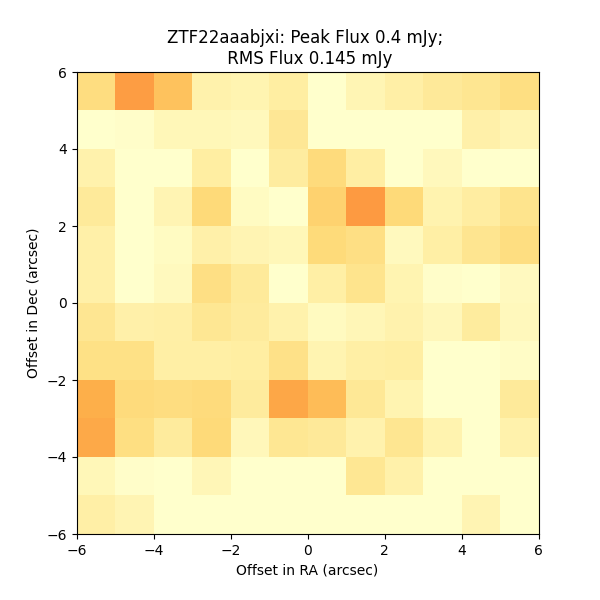 ZTF22aaabjxi: Peak Flux 0.4 mJy;
RMS Flux 0.145 mJy
6
4
2
0
−2
−4
−6
Offset in Dec (arcsec)
−6 −4 −2 0 2 4 6
Offset in RA (arcsec)